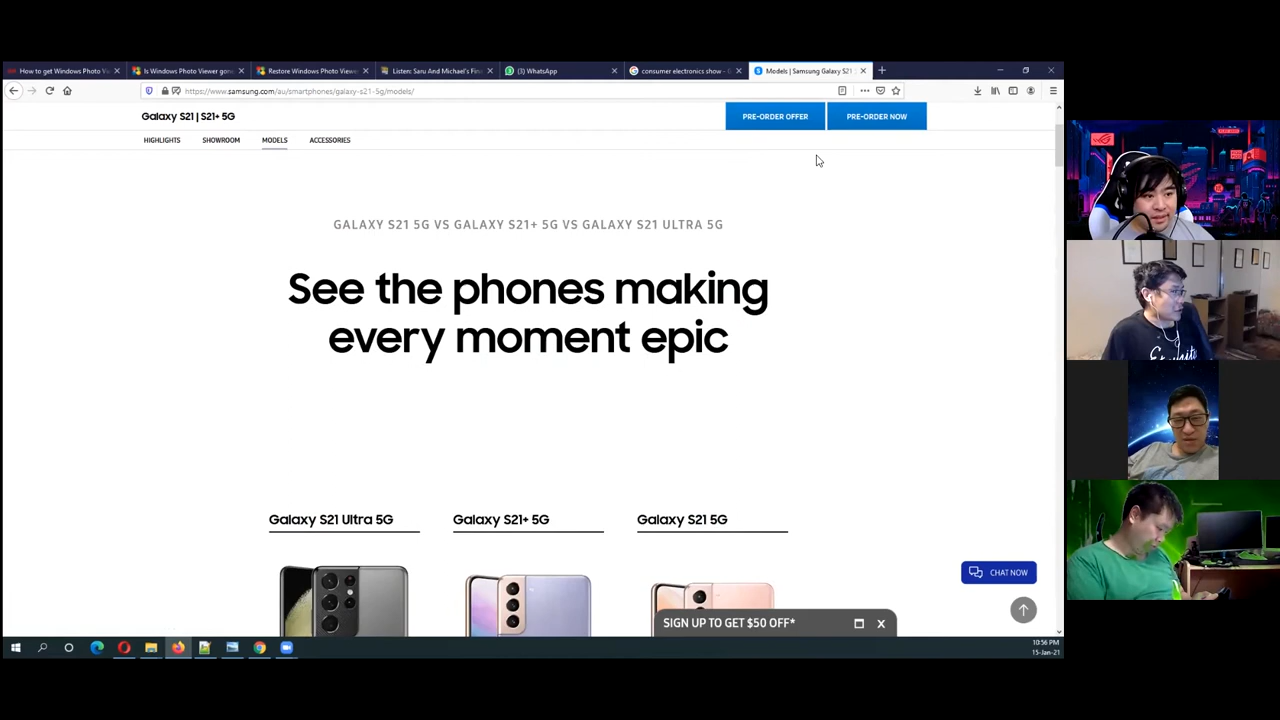 How to get Windows Photo Vi
Is Windows Photo Viewer gone
Restore Windows Photo Viewe
Listen: Saru And Michael's Fin
(3) WhatsApp
consumer electronics show -
Models | Samsung Galaxy S21
https://www.samsung.com/au/smartphones/galaxy-s21-5g/models/
Galaxy S21 | S21+ 5G
PRE-ORDER OFFER
PRE-ORDER NOW
HIGHLIGHTS
SHOWROOM
MODELS
ACCESSORIES
GALAXY S21 5G VS GALAXY S21+ 5G VS GALAXY S21 ULTRA 5G
See the phones making
every moment epic
Galaxy S21 Ultra 5G
Galaxy S21+ 5G
Galaxy S21 5G
CHAT NOW
SIGN UP TO GET $50 OFF*
10:56 PM
15-Jan-21